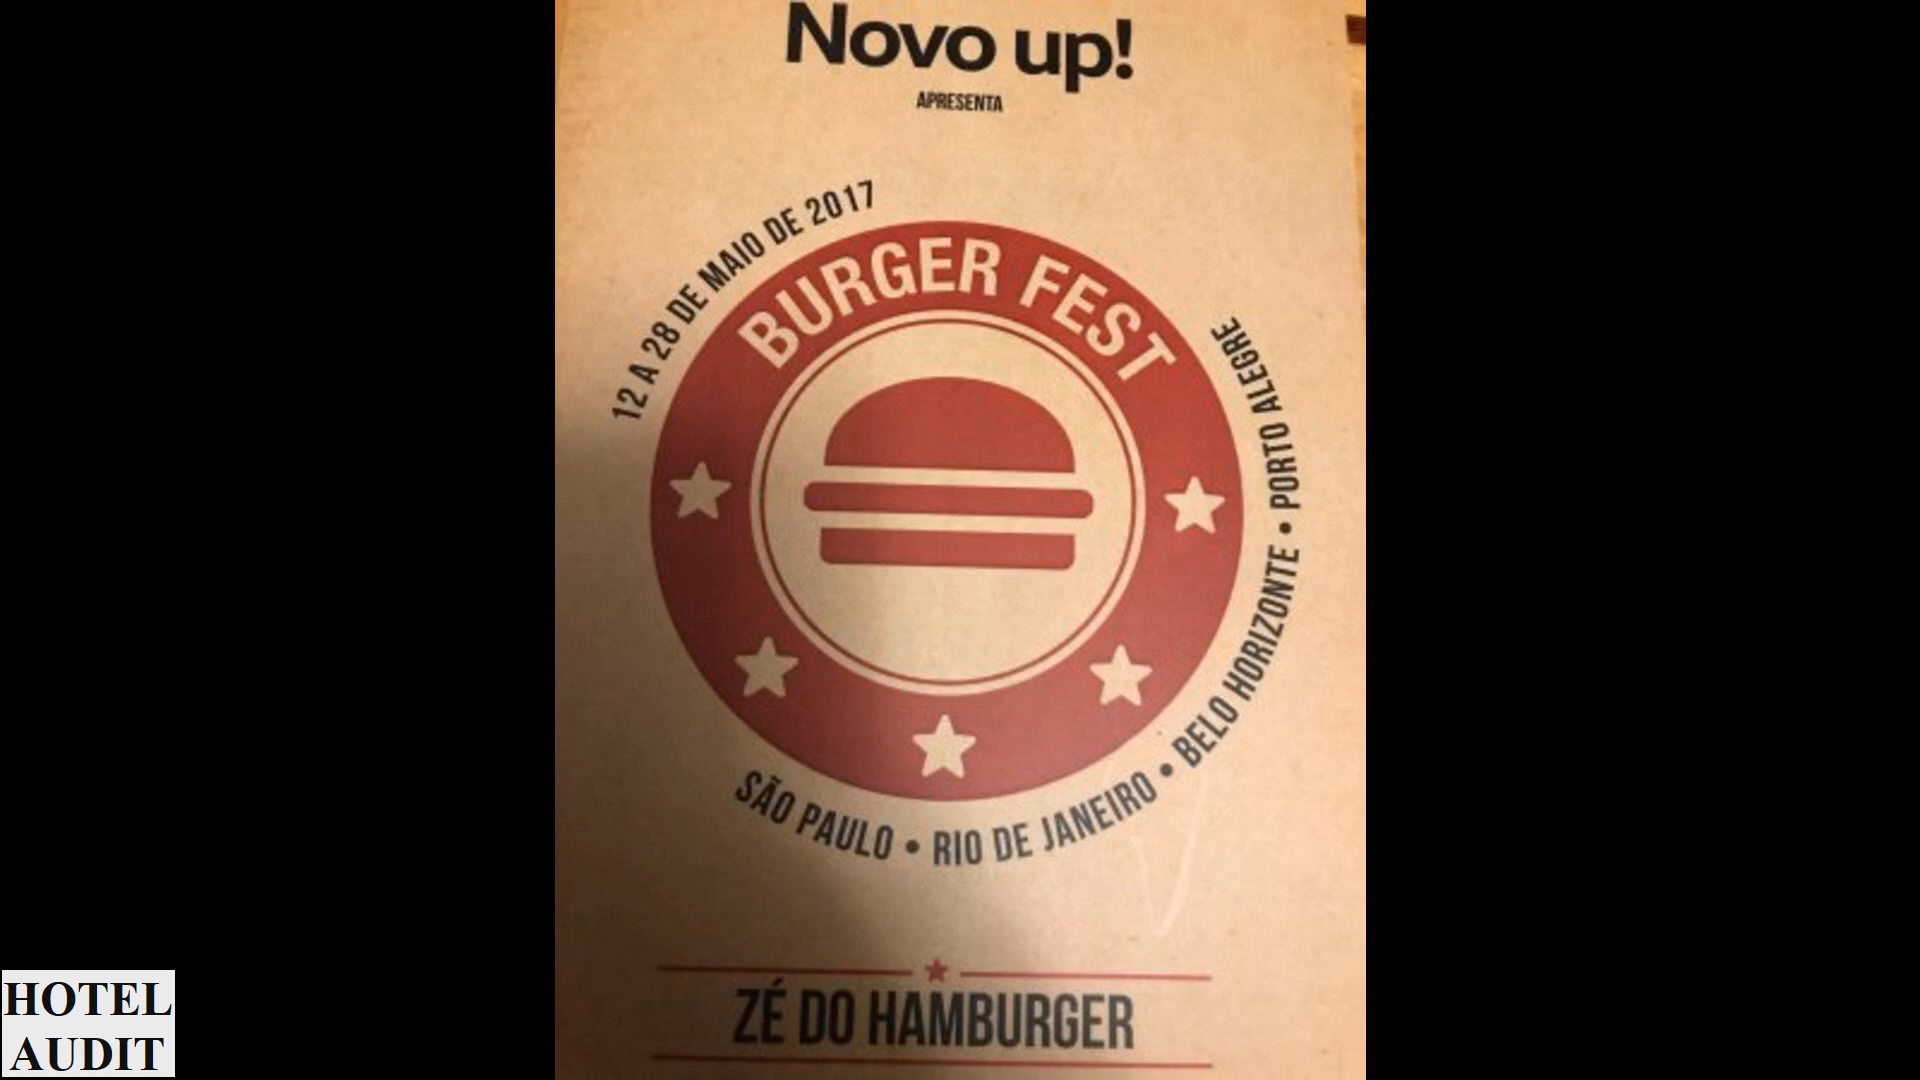 Novo up!
APRESENTA
12 A 28 DE MAIO DE 2017
BURGER FEST
SÃO PAULO • RIO DE JANEIRO • BELO HORIZONTE • PORTO ALEGRE
ZÉ DO HAMBURGER
HOTEL
AUDIT